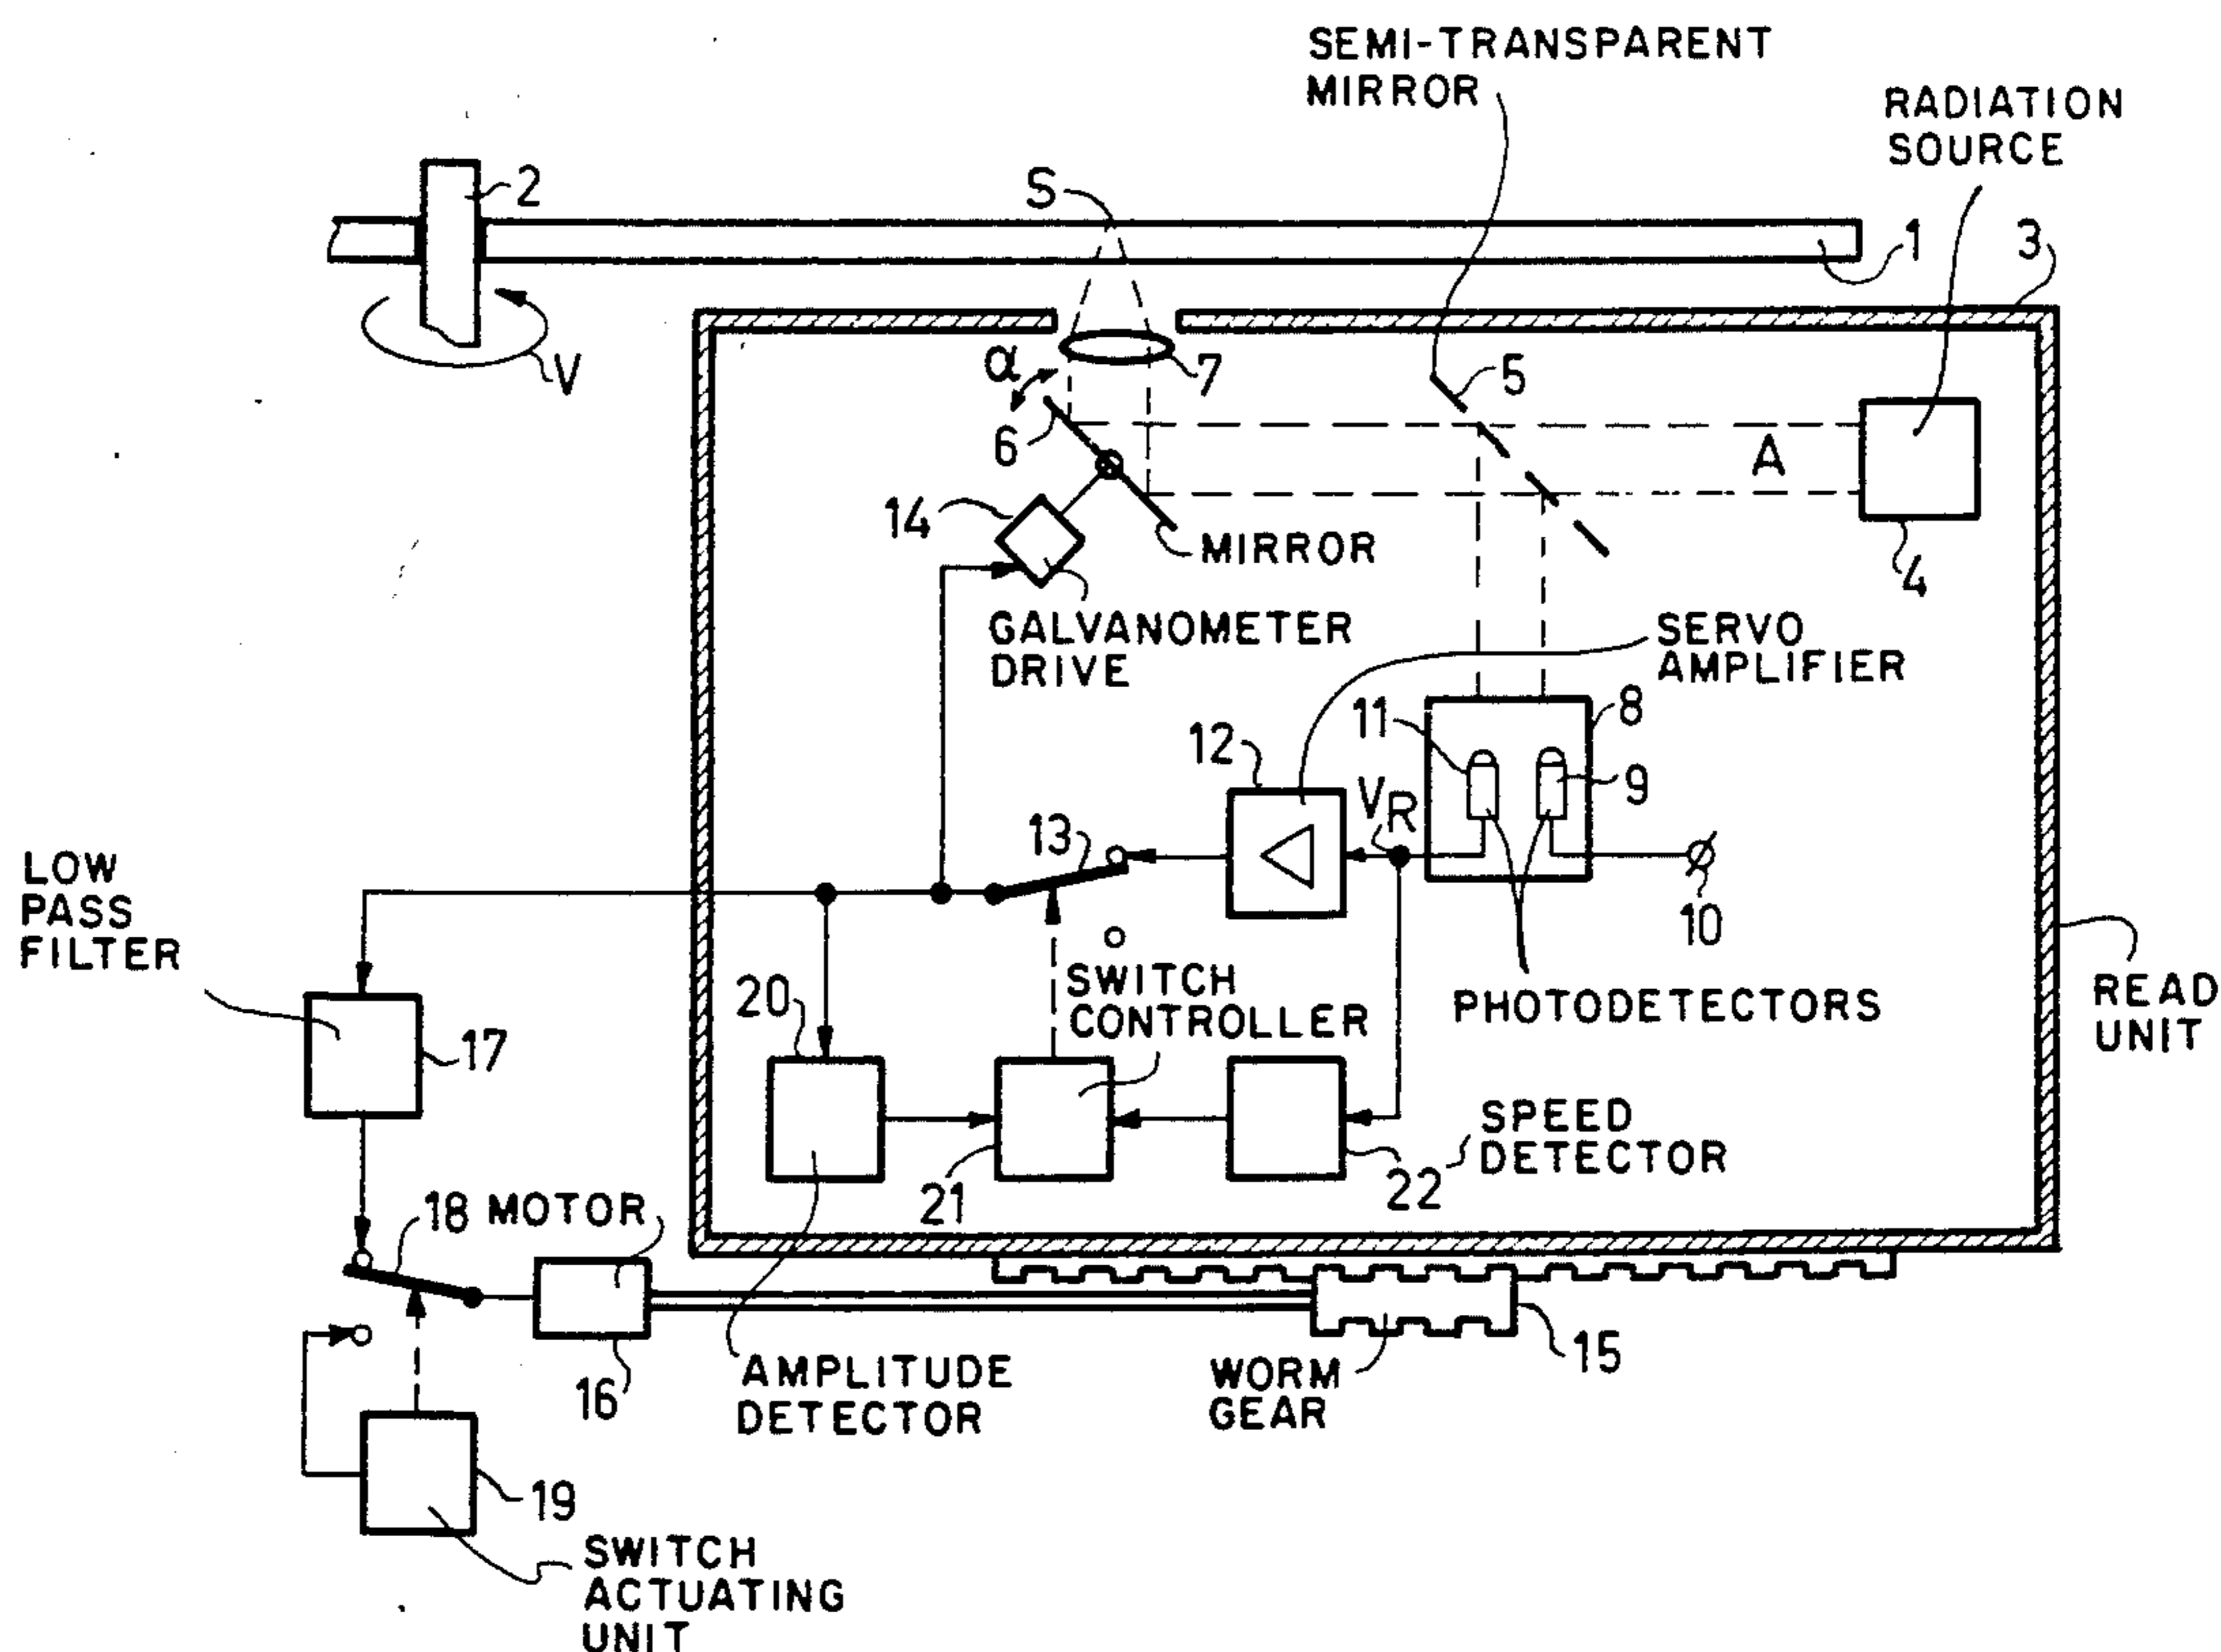 SEMI-TRANSPARENT
MIRROR
RADIATION
SOURCE
2
S
1
3
V
α
7
5
6
A
4
14
MIRROR
GALVANOMETER
DRIVE
SERVO
AMPLIFIER
11
8
12
9
VR
13
10
LOW
PASS
FILTER
SWITCH
CONTROLLER
PHOTODETECTORS
READ
UNIT
20
17
SPEED
DETECTOR
21
22
18 MOTOR
15
16
AMPLITUDE
DETECTOR
WORM
GEAR
19
SWITCH
ACTUATING
UNIT